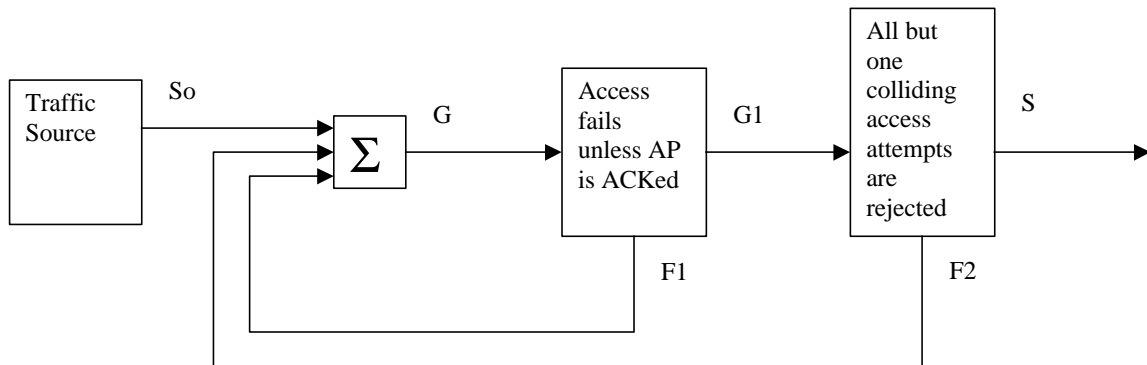 Traffic
Source
So
Σ
G
Access
fails
unless AP
is ACKed
G1
F1
All but
one
colliding
access
attempts
are
rejected
S
F2